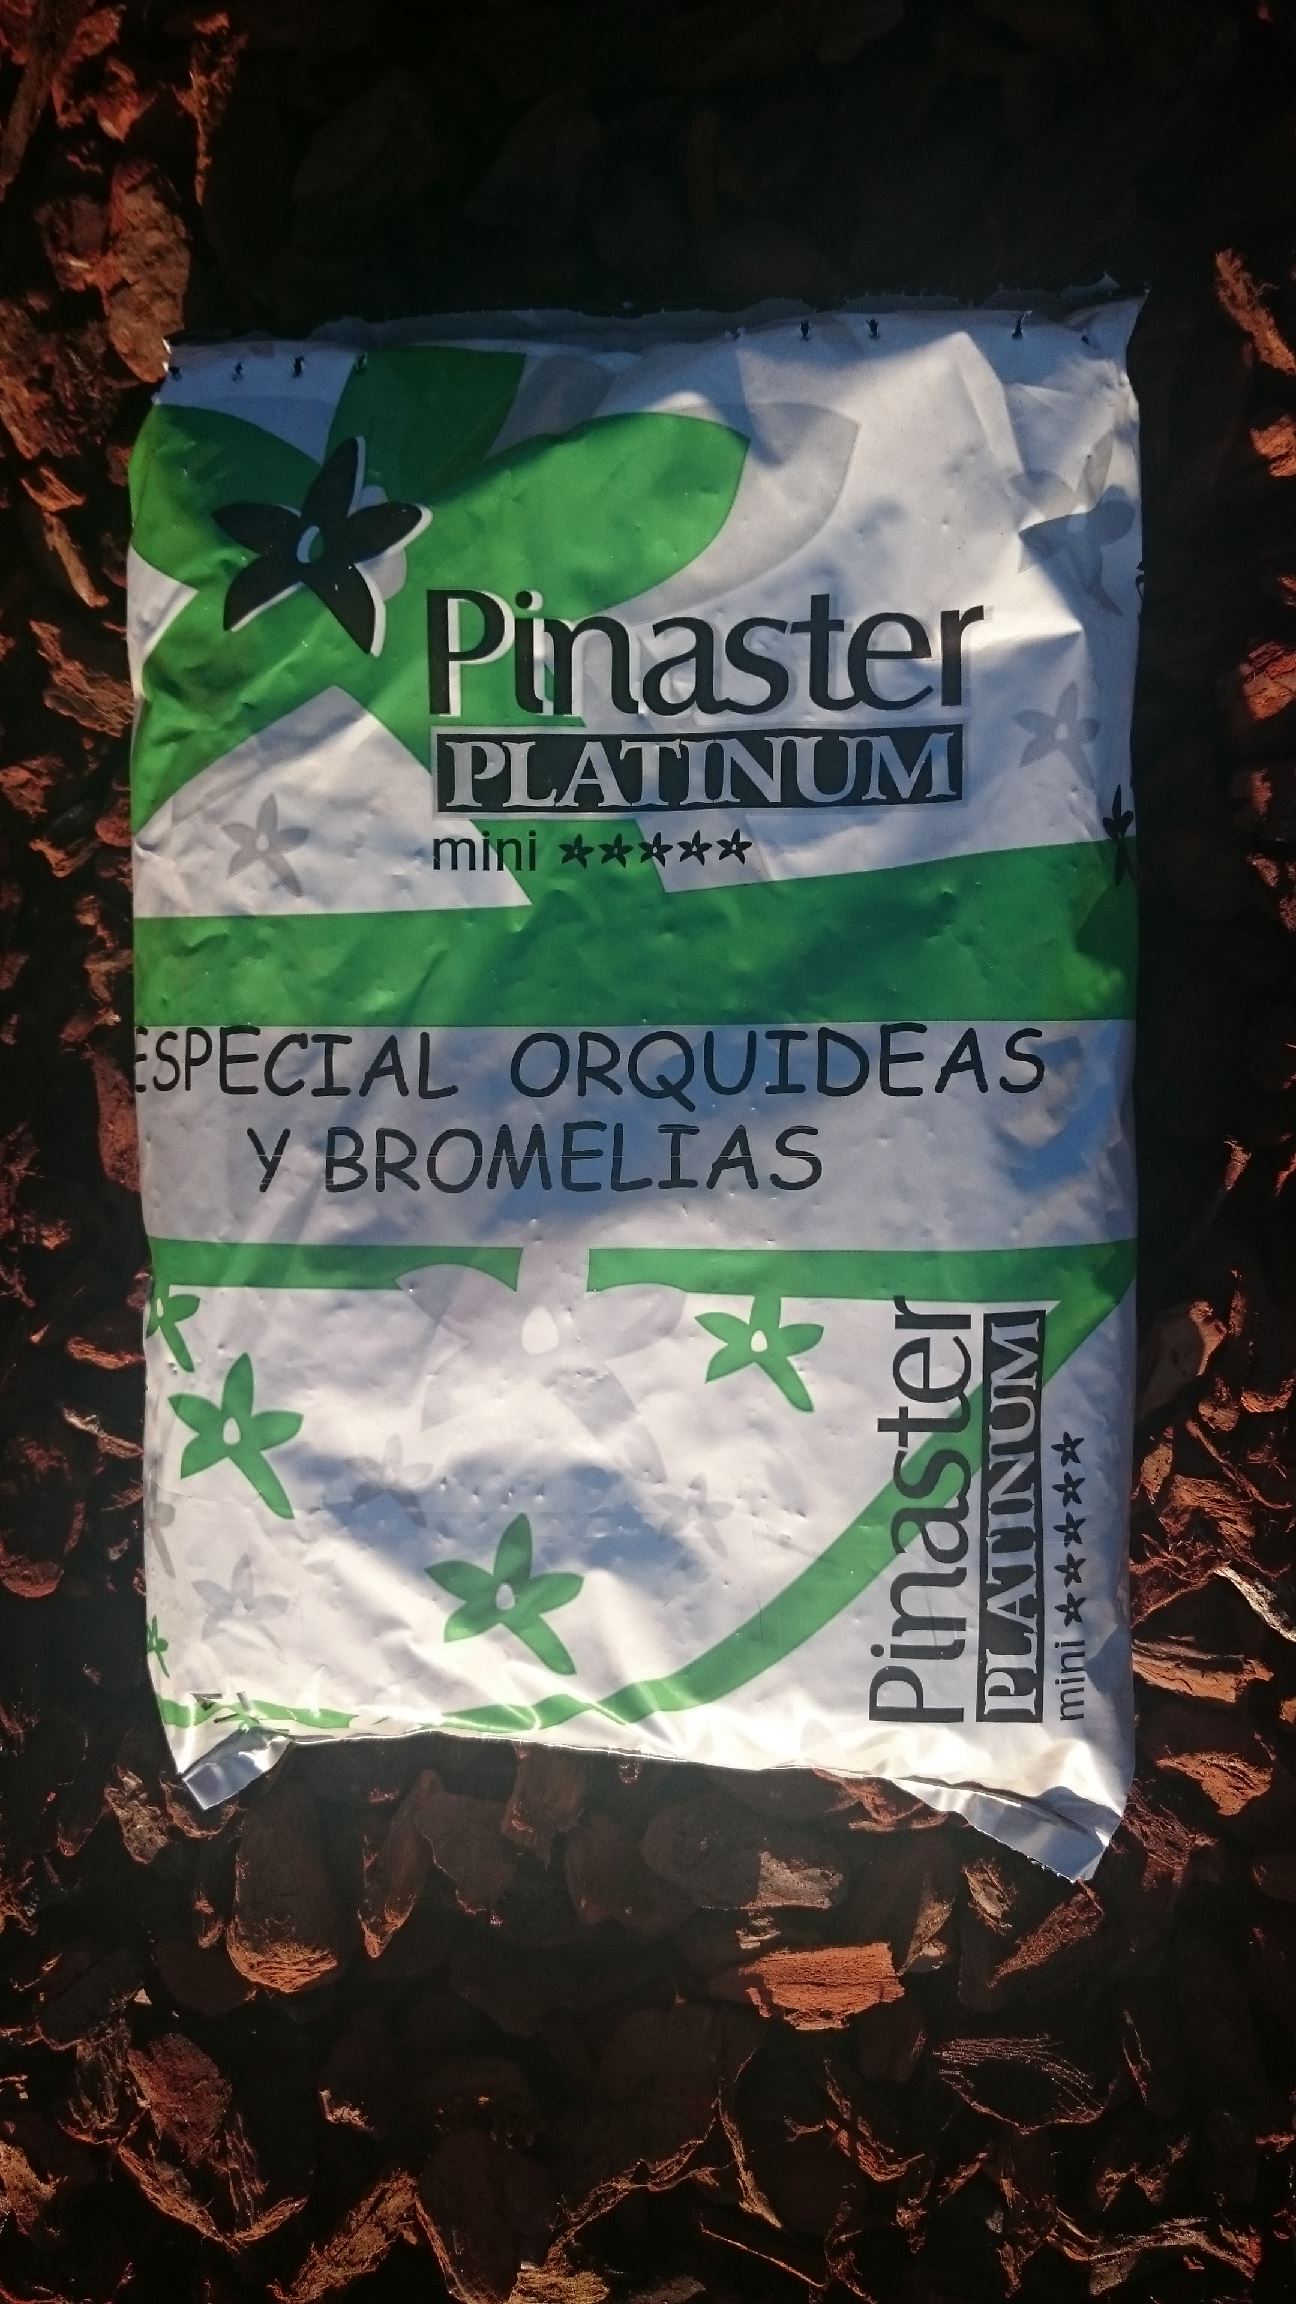 Pinaster
PLATINUM
mini
ESPECIAL ORQUIDEAS
Y BROMELIAS
Pinaster
PLATINUM
mini